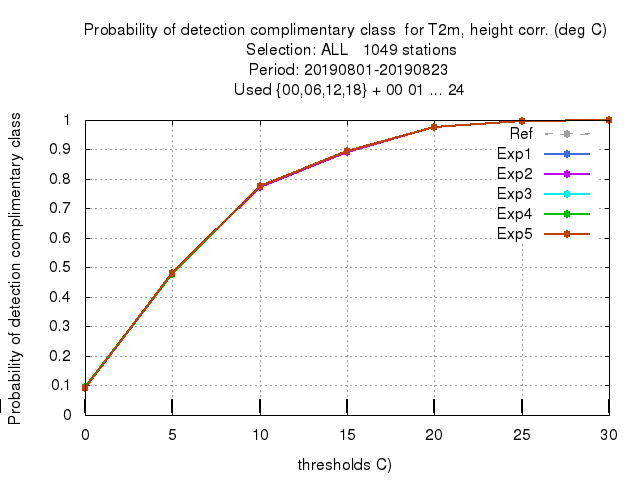 Probability of detection complimentary class  for T2m, height corr. (deg C)
Selection: ALL   1049 stations
Period: 20190801-20190823
Used {00,06,12,18} + 00 01 ... 24
Probability of detection complimentary class
1
0.9
0.8
0.7
0.6
0.5
0.4
0.3
0.2
0.1
0
Ref
Exp1
Exp2
Exp3
Exp4
Exp5
0 5 10 15 20 25 30
thresholds C)